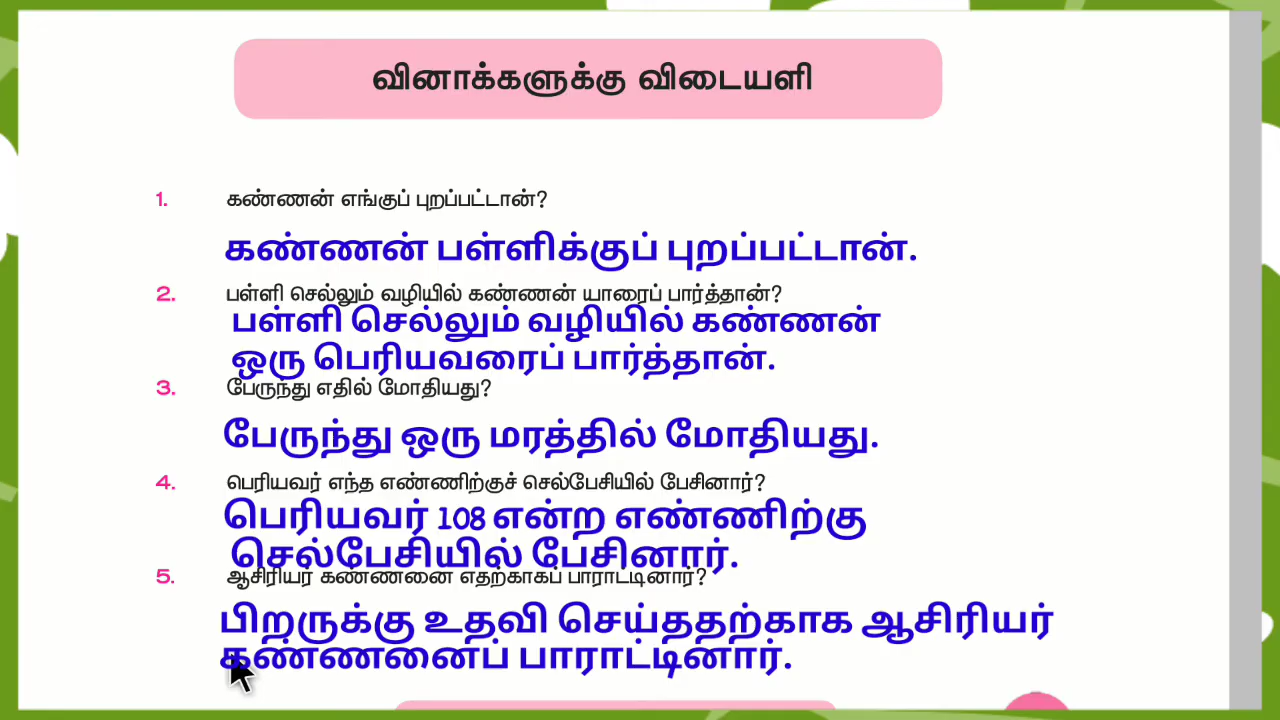 வினாக்களுக்கு விடையளி
1. கண்ணன் எங்குப் புறப்பட்டான்?
கண்ணன் பள்ளிக்குப் புறப்பட்டான்.
2. பள்ளி செல்லும் வழியில் கண்ணன் யாரைப் பார்த்தான்?
பள்ளி செல்லும் வழியில் கண்ணன்
ஒரு பெரியவரைப் பார்த்தான்.
3. பேருந்து எதில் மோதியது?
பேருந்து ஒரு மரத்தில் மோதியது.
4. பெரியவர் எந்த எண்ணிற்குச் செல்பேசியில் பேசினார்?
பெரியவர் 108 என்ற எண்ணிற்கு
செல்பேசியில் பேசினார்.
5. ஆசிரியர் கண்ணனை எதற்காகப் பாராட்டினார்?
பிறருக்கு உதவி செய்ததற்காக ஆசிரியர்
கண்ணனைப் பாராட்டினார்.